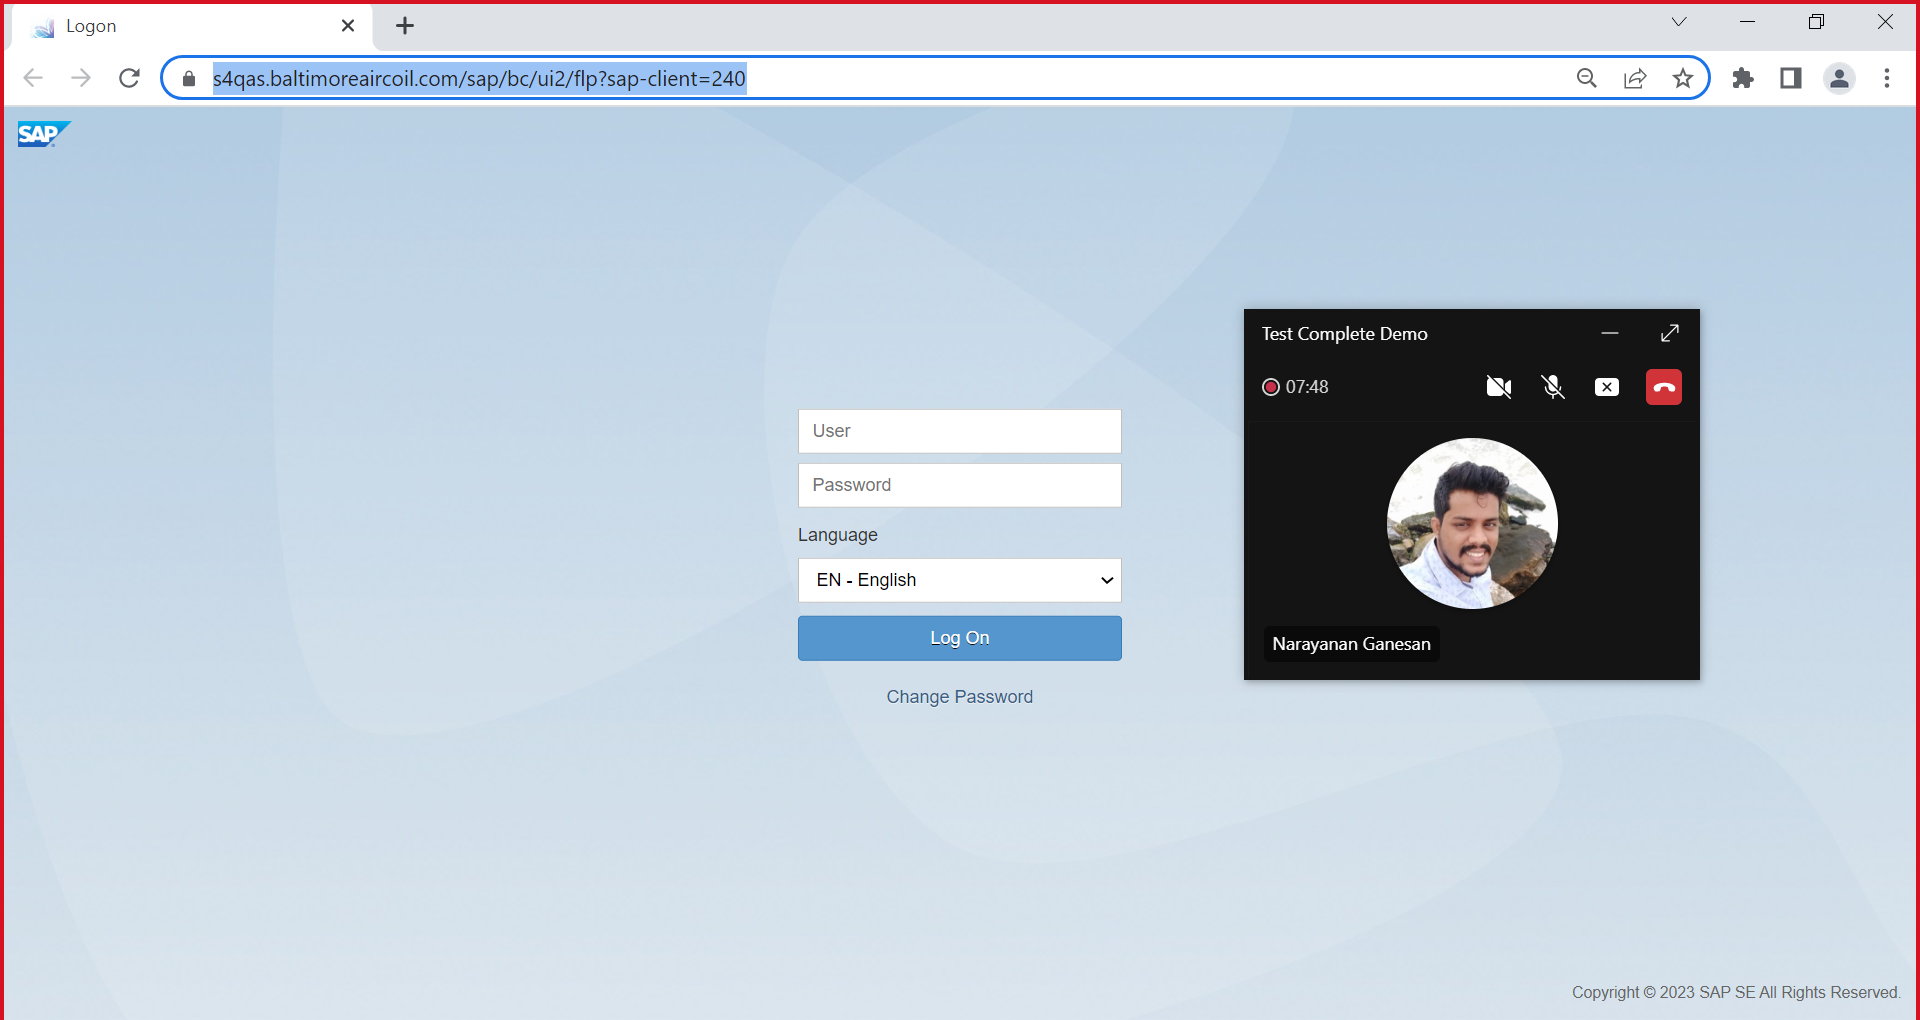 Logon
s4qas.baltimoreaircoil.com/sap/bc/ui2/flp?sap-client=240
SAP
User
Password
Language
EN - English
Log On
Change Password
Test Complete Demo
07:48
Narayanan Ganesan
Copyright © 2023 SAP SE All Rights Reserved.